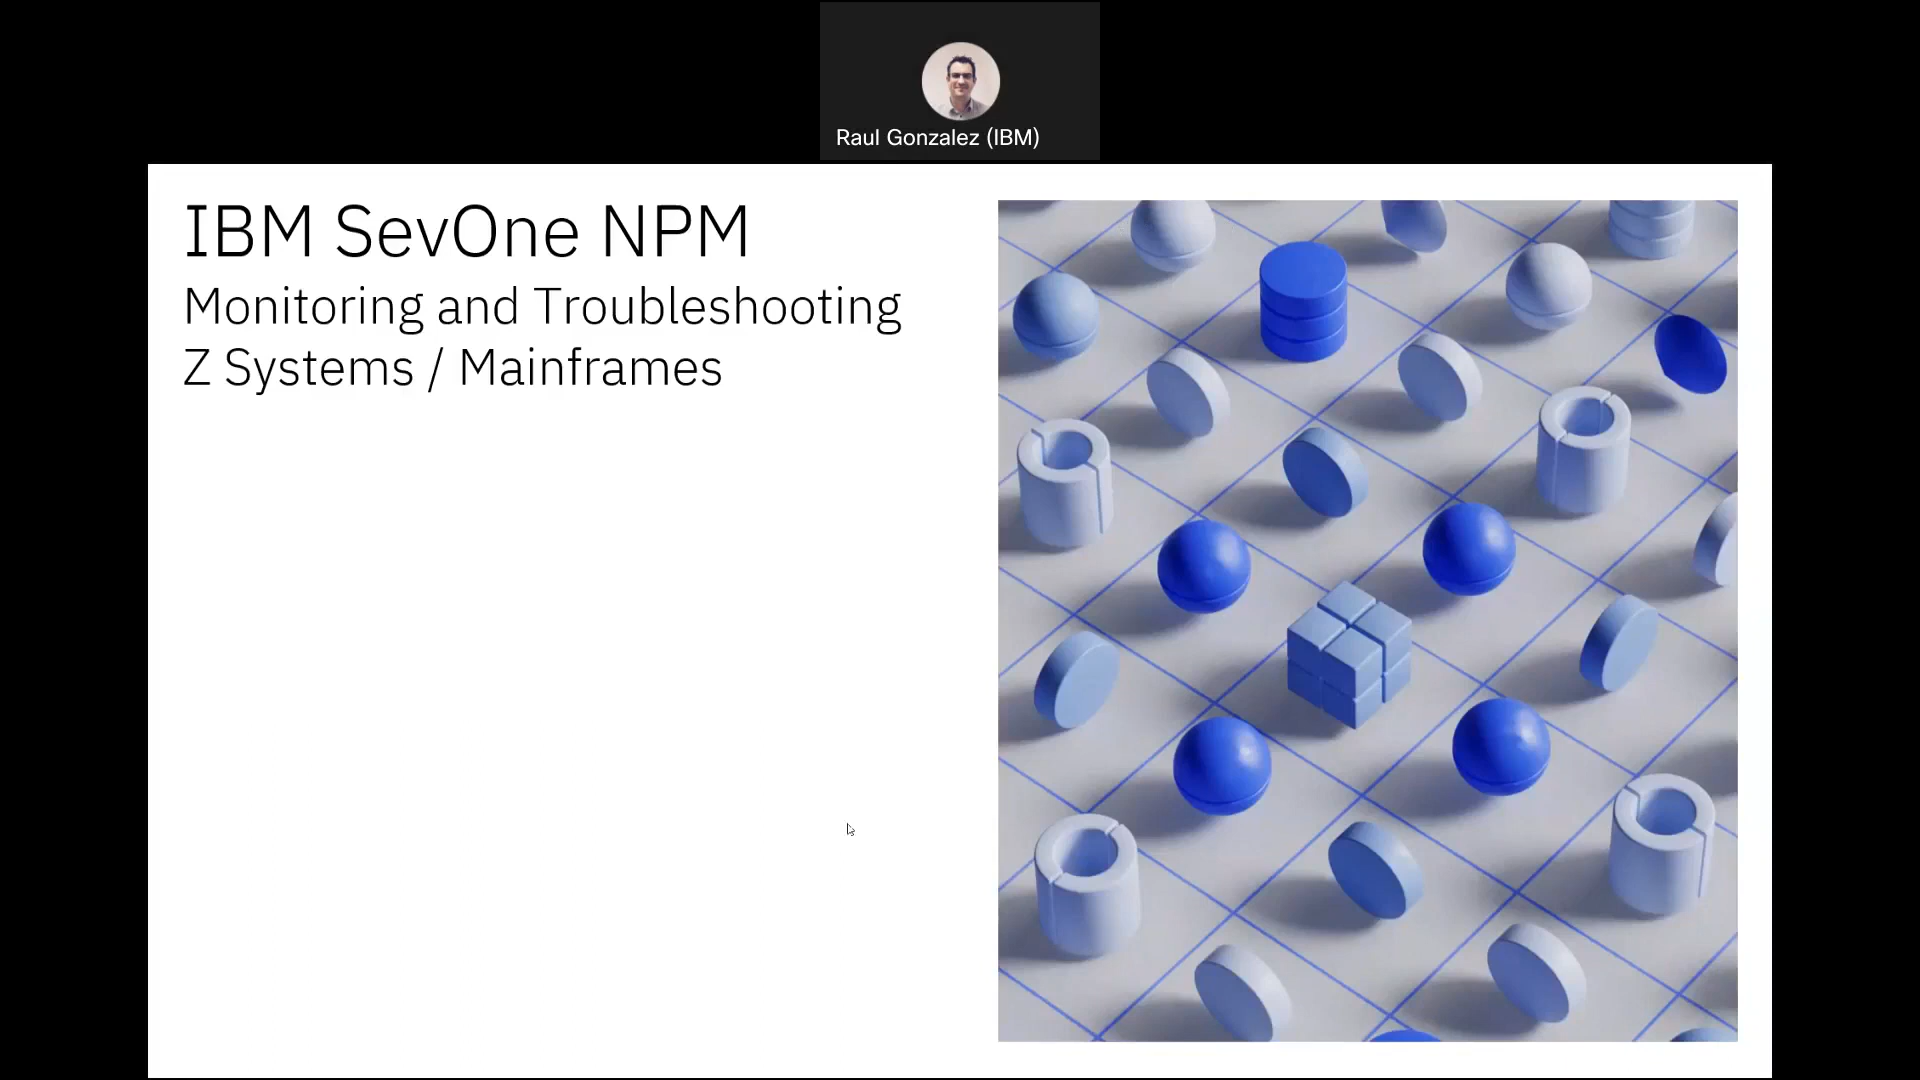 Raul Gonzalez (IBM)
IBM SevOne NPM
Monitoring and Troubleshooting
Z Systems / Mainframes